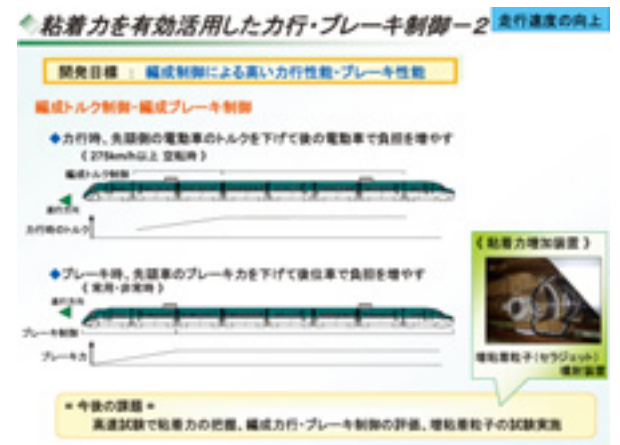 粘着力を有効活用した力行・ブレーキ制御－2
走行速度の向上
開発目標 ： 編成制御による高い力行性能・ブレーキ性能
編成トルク制御・編成ブレーキ制御
◆力行時、先頭側の電動車のトルクを下げて後の電動車で負担を増やす
《 275km/h以上 空転時 》
編成トルク制御
進行方向
力行時のトルク
◆ブレーキ時、先頭車のブレーキ力を下げて後位車で負担を増やす
《 常用・非常時 》
進行方向
ブレーキ制御
ブレーキ力
《 粘着力増加装置 》
増粘着粒子(セラジェット)
噴射装置
= 今後の課題 =
高速試験で粘着力の把握、編成力行・ブレーキ制御の評価、増粘着粒子の試験実施